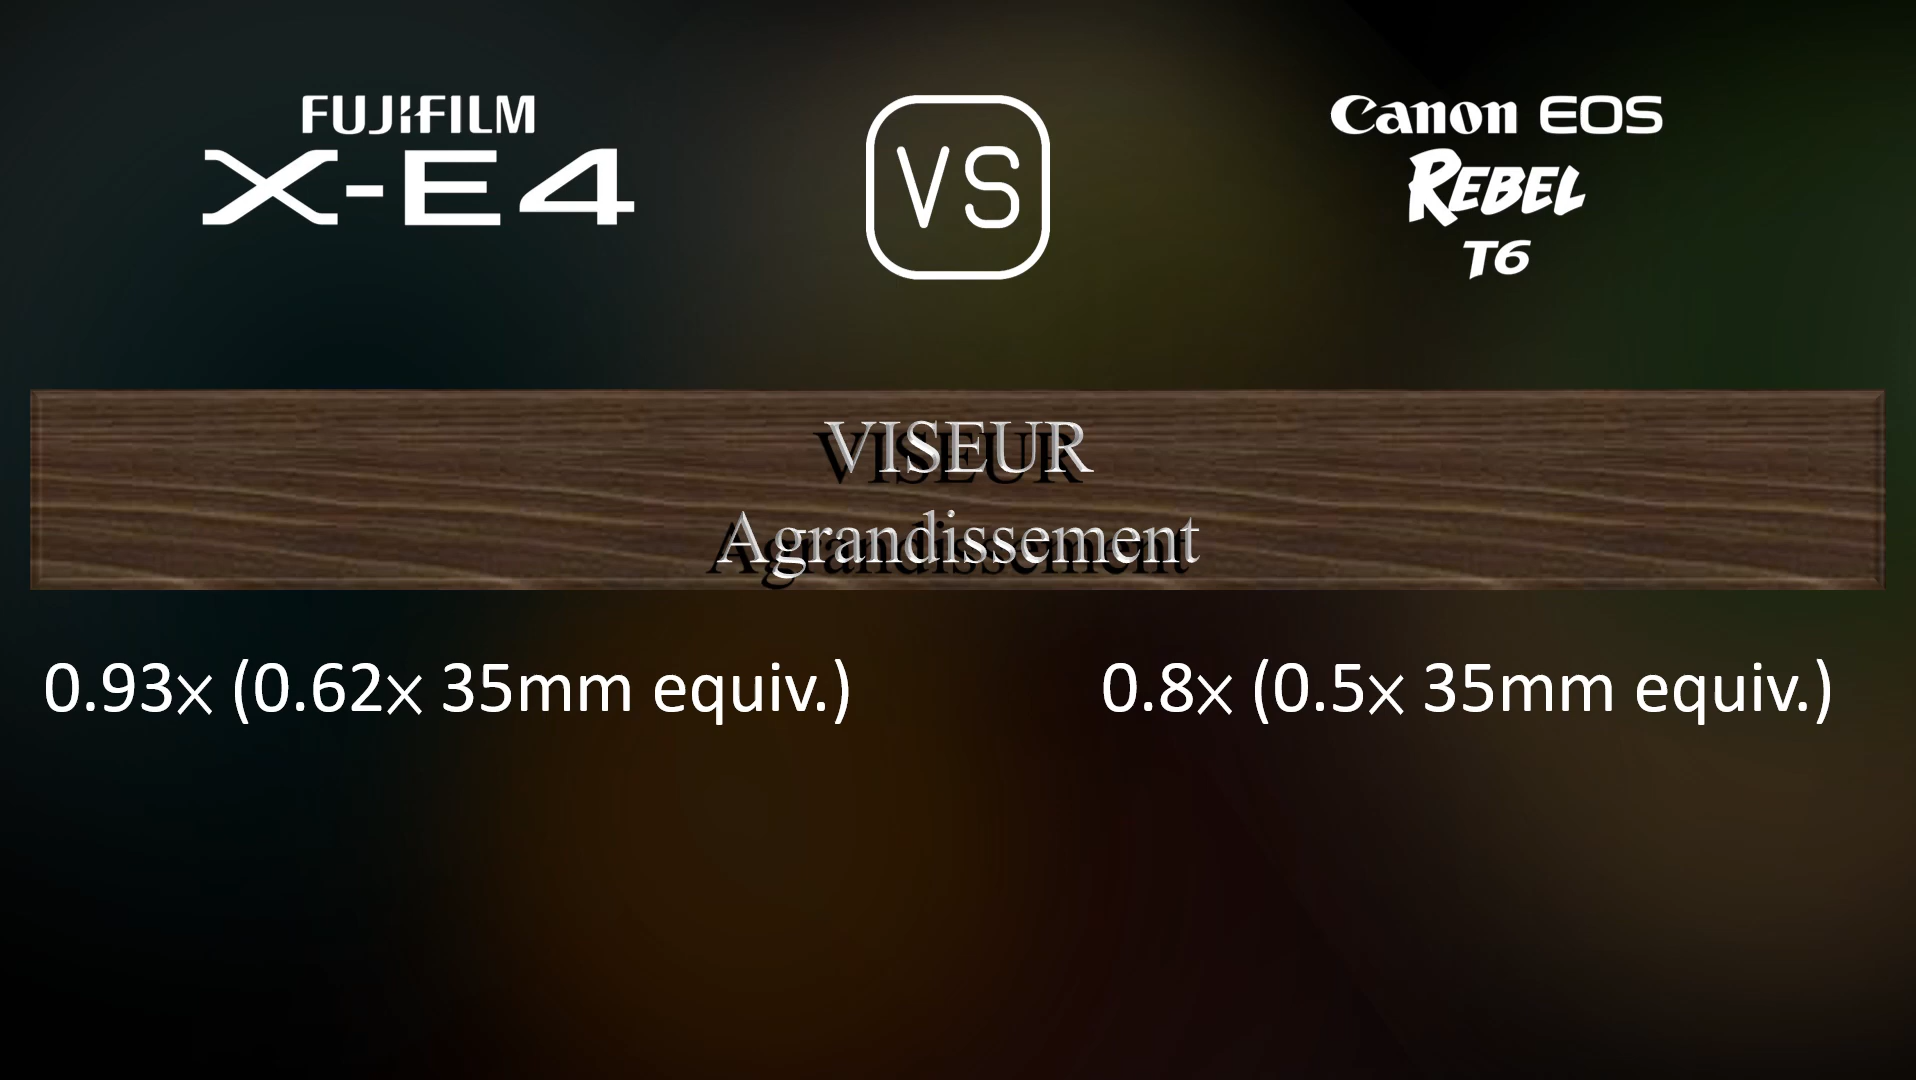 FUJIFILM
X-E4
VS
Canon EOS
REBEL
T6
VISEUR
Agrandissement
0.93x (0.62x 35mm equiv.)
0.8x (0.5x 35mm equiv.)